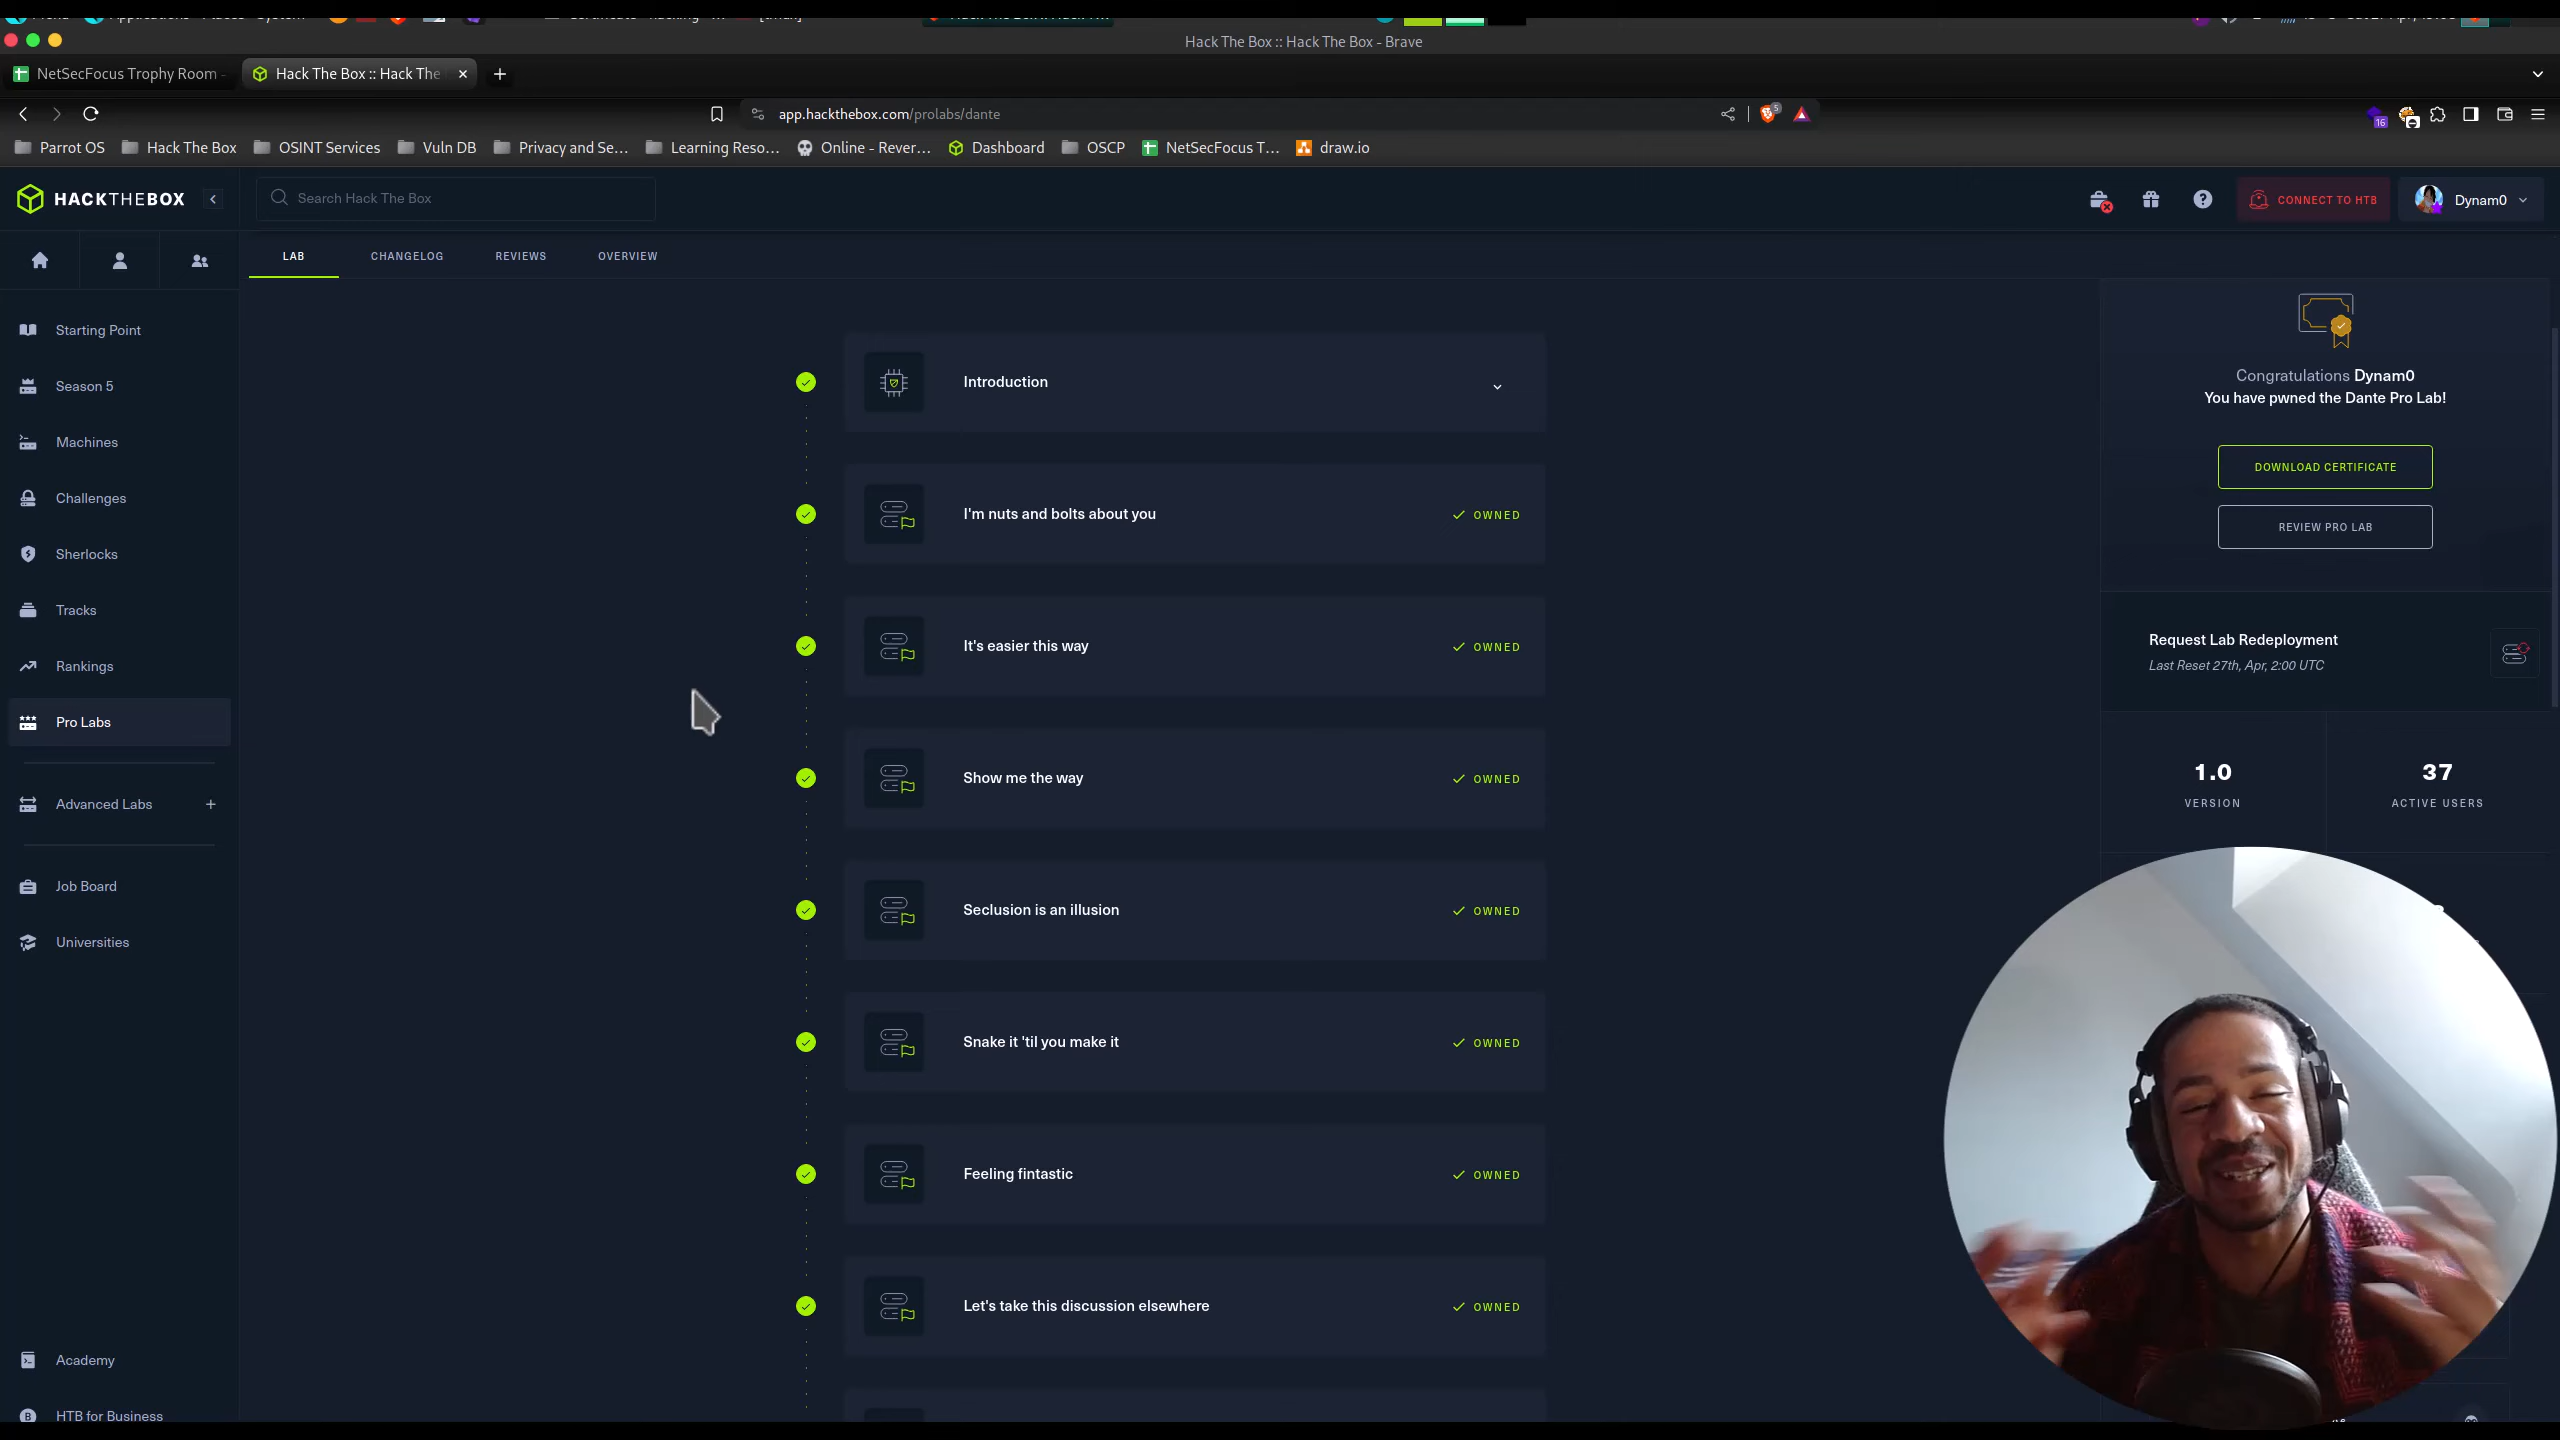 Hack The Box :: Hack The Box - Brave
NetSecFocus Trophy Room -
Hack The Box :: Hack The
app.hackthebox.com/prolabs/dante
5
16
Parrot OS
Hack The Box
OSINT Services
Vuln DB
Privacy and Se...
Learning Reso...
Online - Rever...
Dashboard
OSCP
NetSecFocus T...
draw.io
HACKTHEBOX
Search Hack The Box
CONNECT TO HTB
Dynam0
LAB
CHANGELOG
REVIEWS
OVERVIEW
Starting Point
Season 5
Machines
Challenges
Sherlocks
Tracks
Rankings
Pro Labs
Advanced Labs
Job Board
Universities
Academy
HTB for Business
Introduction
I'm nuts and bolts about you
OWNED
It's easier this way
OWNED
Show me the way
OWNED
Seclusion is an illusion
OWNED
Snake it 'til you make it
OWNED
Feeling fintastic
OWNED
Let's take this discussion elsewhere
OWNED
Congratulations Dynam0
You have pwned the Dante Pro Lab!
DOWNLOAD CERTIFICATE
REVIEW PRO LAB
Request Lab Redeployment
Last Reset 27th, Apr, 2:00 UTC
1.0
VERSION
37
ACTIVE USERS